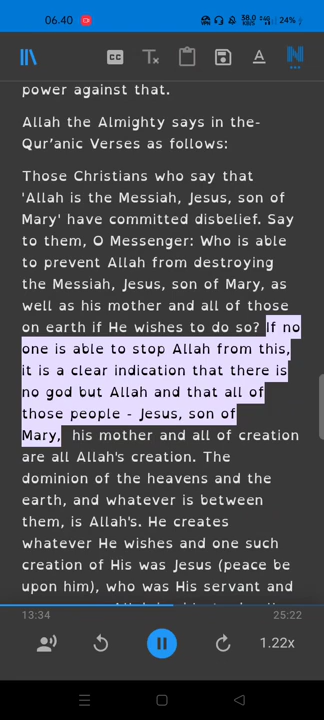 06.40
58.0
KB/S
24%
CC
T
A
N
power against that.
Allah the Almighty says in the-
Qur'anic Verses as follows:
Those Christians who say that
'Allah is the Messiah, Jesus, son of
Mary' have committed disbelief. Say
to them, O Messenger: Who is able
to prevent Allah from destroying
the Messiah, Jesus, son of Mary, as
well as his mother and all of those
on earth if He wishes to do so? If no
one is able to stop Allah from this,
it is a clear indication that there is
no god but Allah and that all of
those people - Jesus, son of
Mary, his mother and all of creation
are all Allah's creation. The
dominion of the heavens and the
earth, and whatever is between
them, is Allah's. He creates
whatever He wishes and one such
creation of His was Jesus (peace be
upon him), who was His servant and
13:34
25:22
1.22x